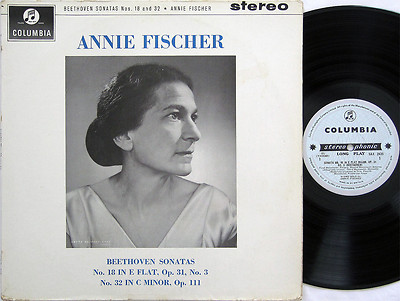 BEETHOVEN SONATAS Nos. 18 and 32 ★ ANNIE FISCHER
stereo
COLUMBIA
ANNIE FISCHER
BEETHOVEN SONATAS
No. 18 IN E FLAT, Op. 31, No. 3
No. 32 IN C MINOR, Op. 111
COLUMBIA
stereophonic
LONG PLAY